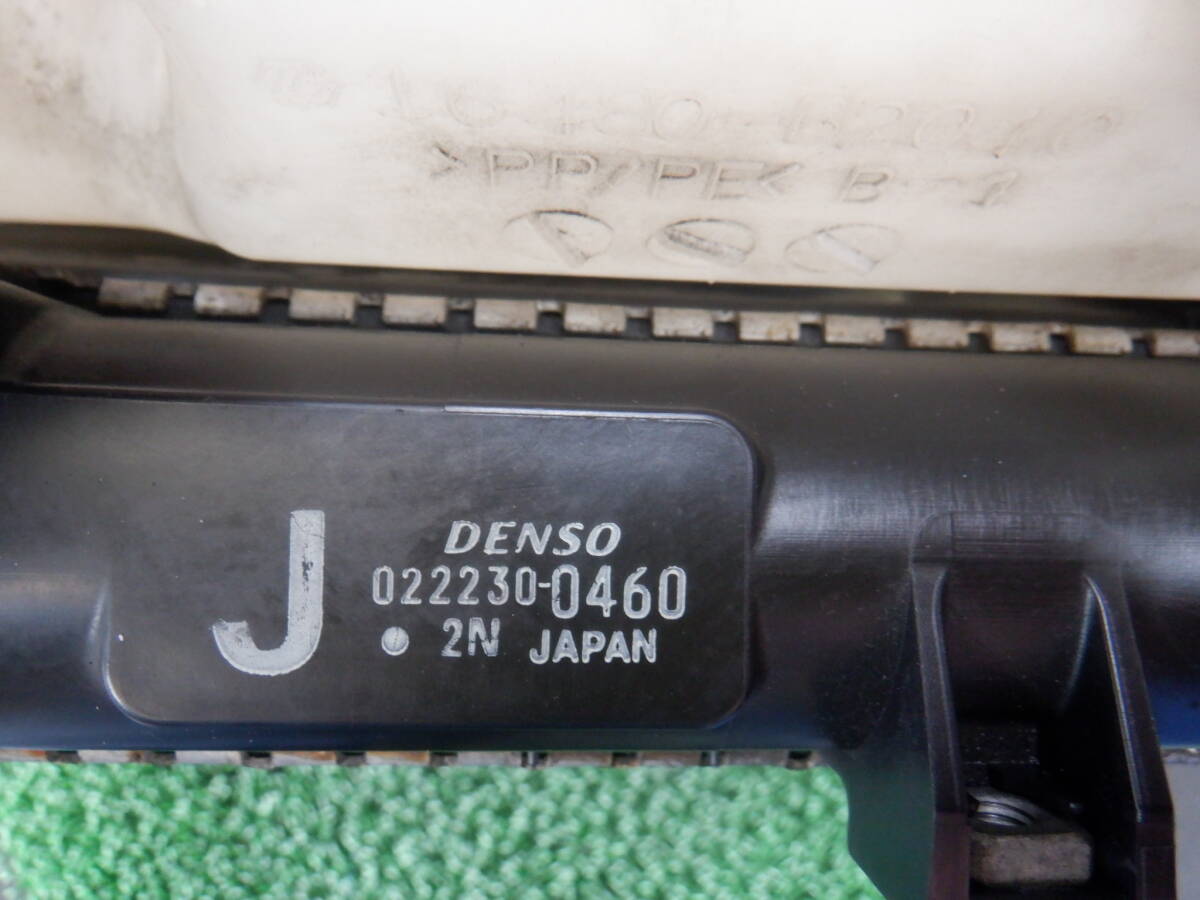 >PP/PE< B-1
J
DENSO
022230-0460
2N JAPAN